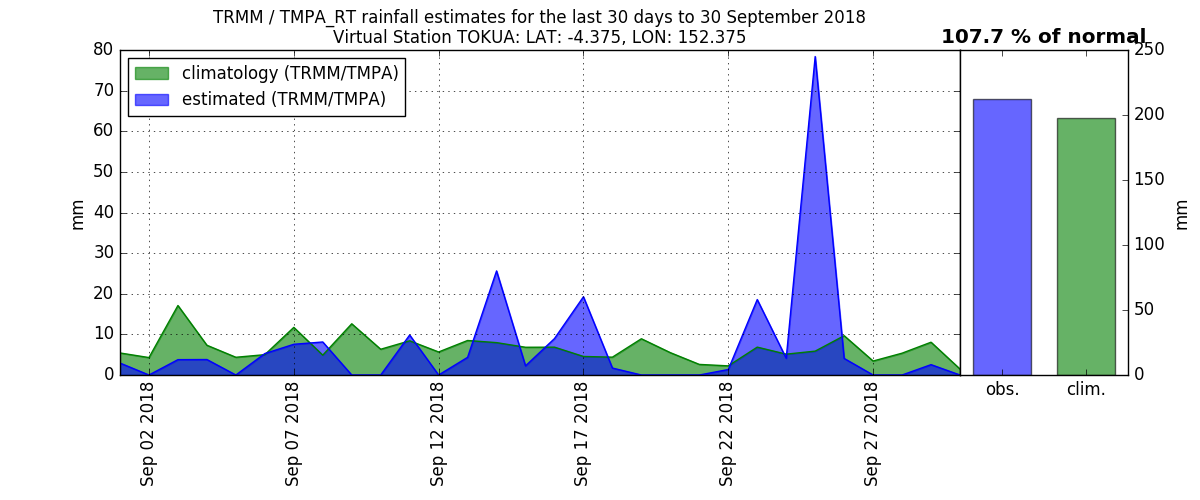 TRMM / TMPA_RT rainfall estimates for the last 30 days to 30 September 2018
Virtual Station TOKUA: LAT: -4.375, LON: 152.375
107.7 % of normal
climatology (TRMM/TMPA)
estimated (TRMM/TMPA)
80
70
60
50
40
30
20
10
0
mm
Sep 02 2018
Sep 07 2018
Sep 12 2018
Sep 17 2018
Sep 22 2018
Sep 27 2018
250
200
150
100
50
0
mm
obs.
clim.